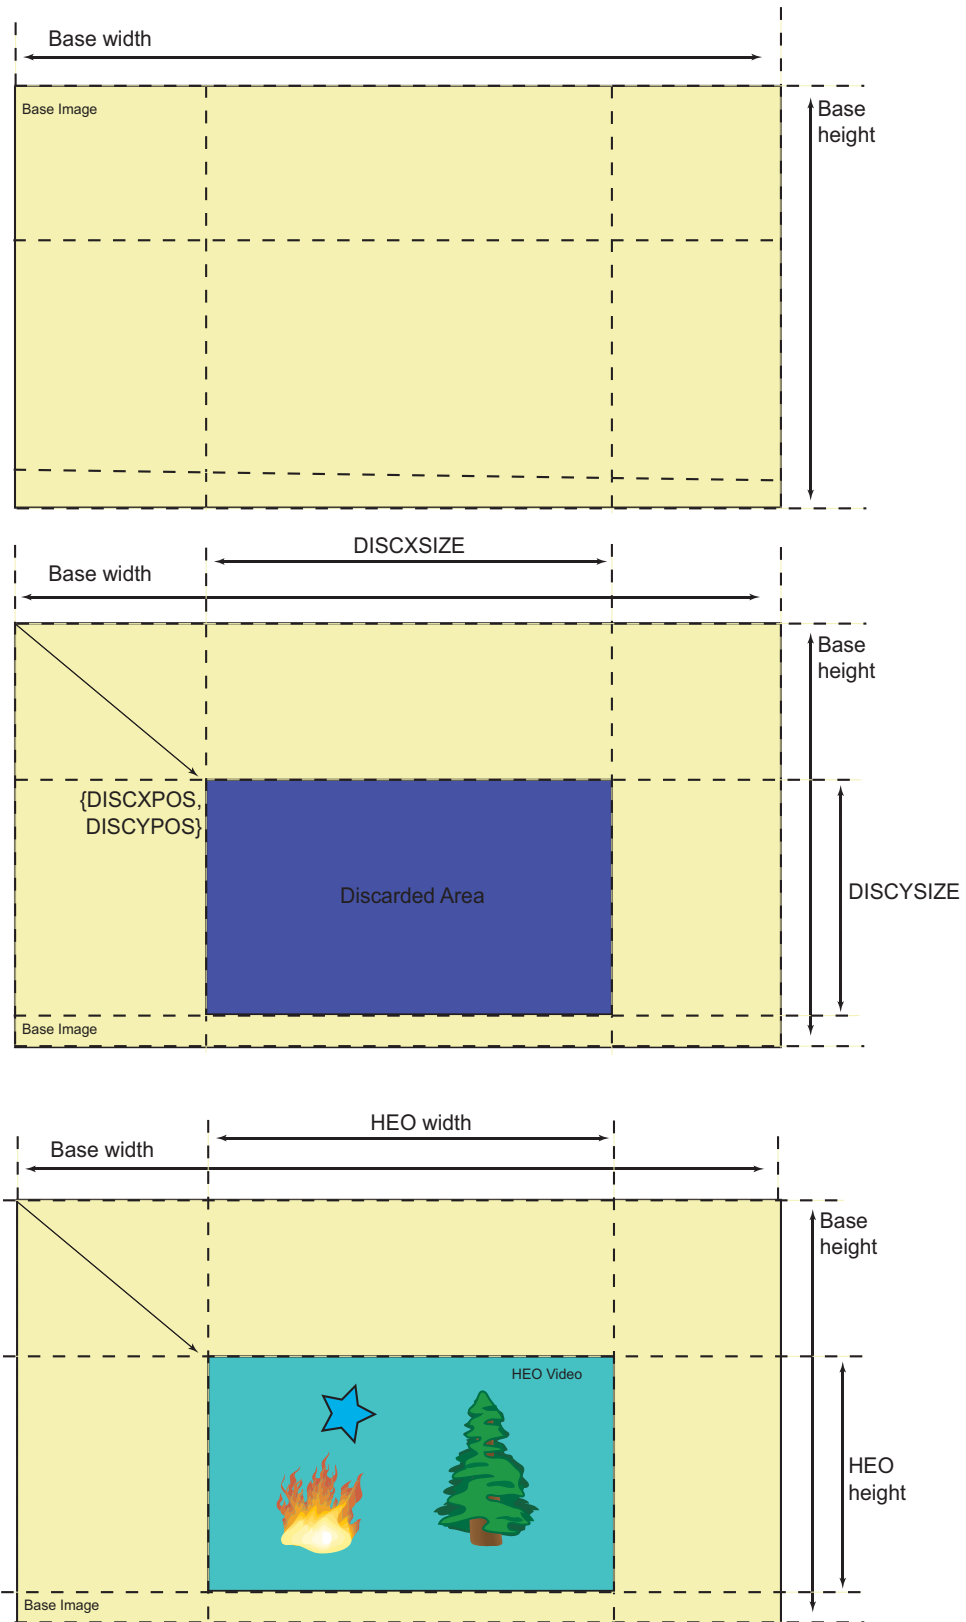 Base width
Base Image
Base
height
DISCXSIZE
Base width
Base
height
{DISCXPOS,
DISCYPOS}
Discarded Area
DISCYSIZE
Base Image
HEO width
Base width
Base
height
HEO Video
HEO
height
Base Image